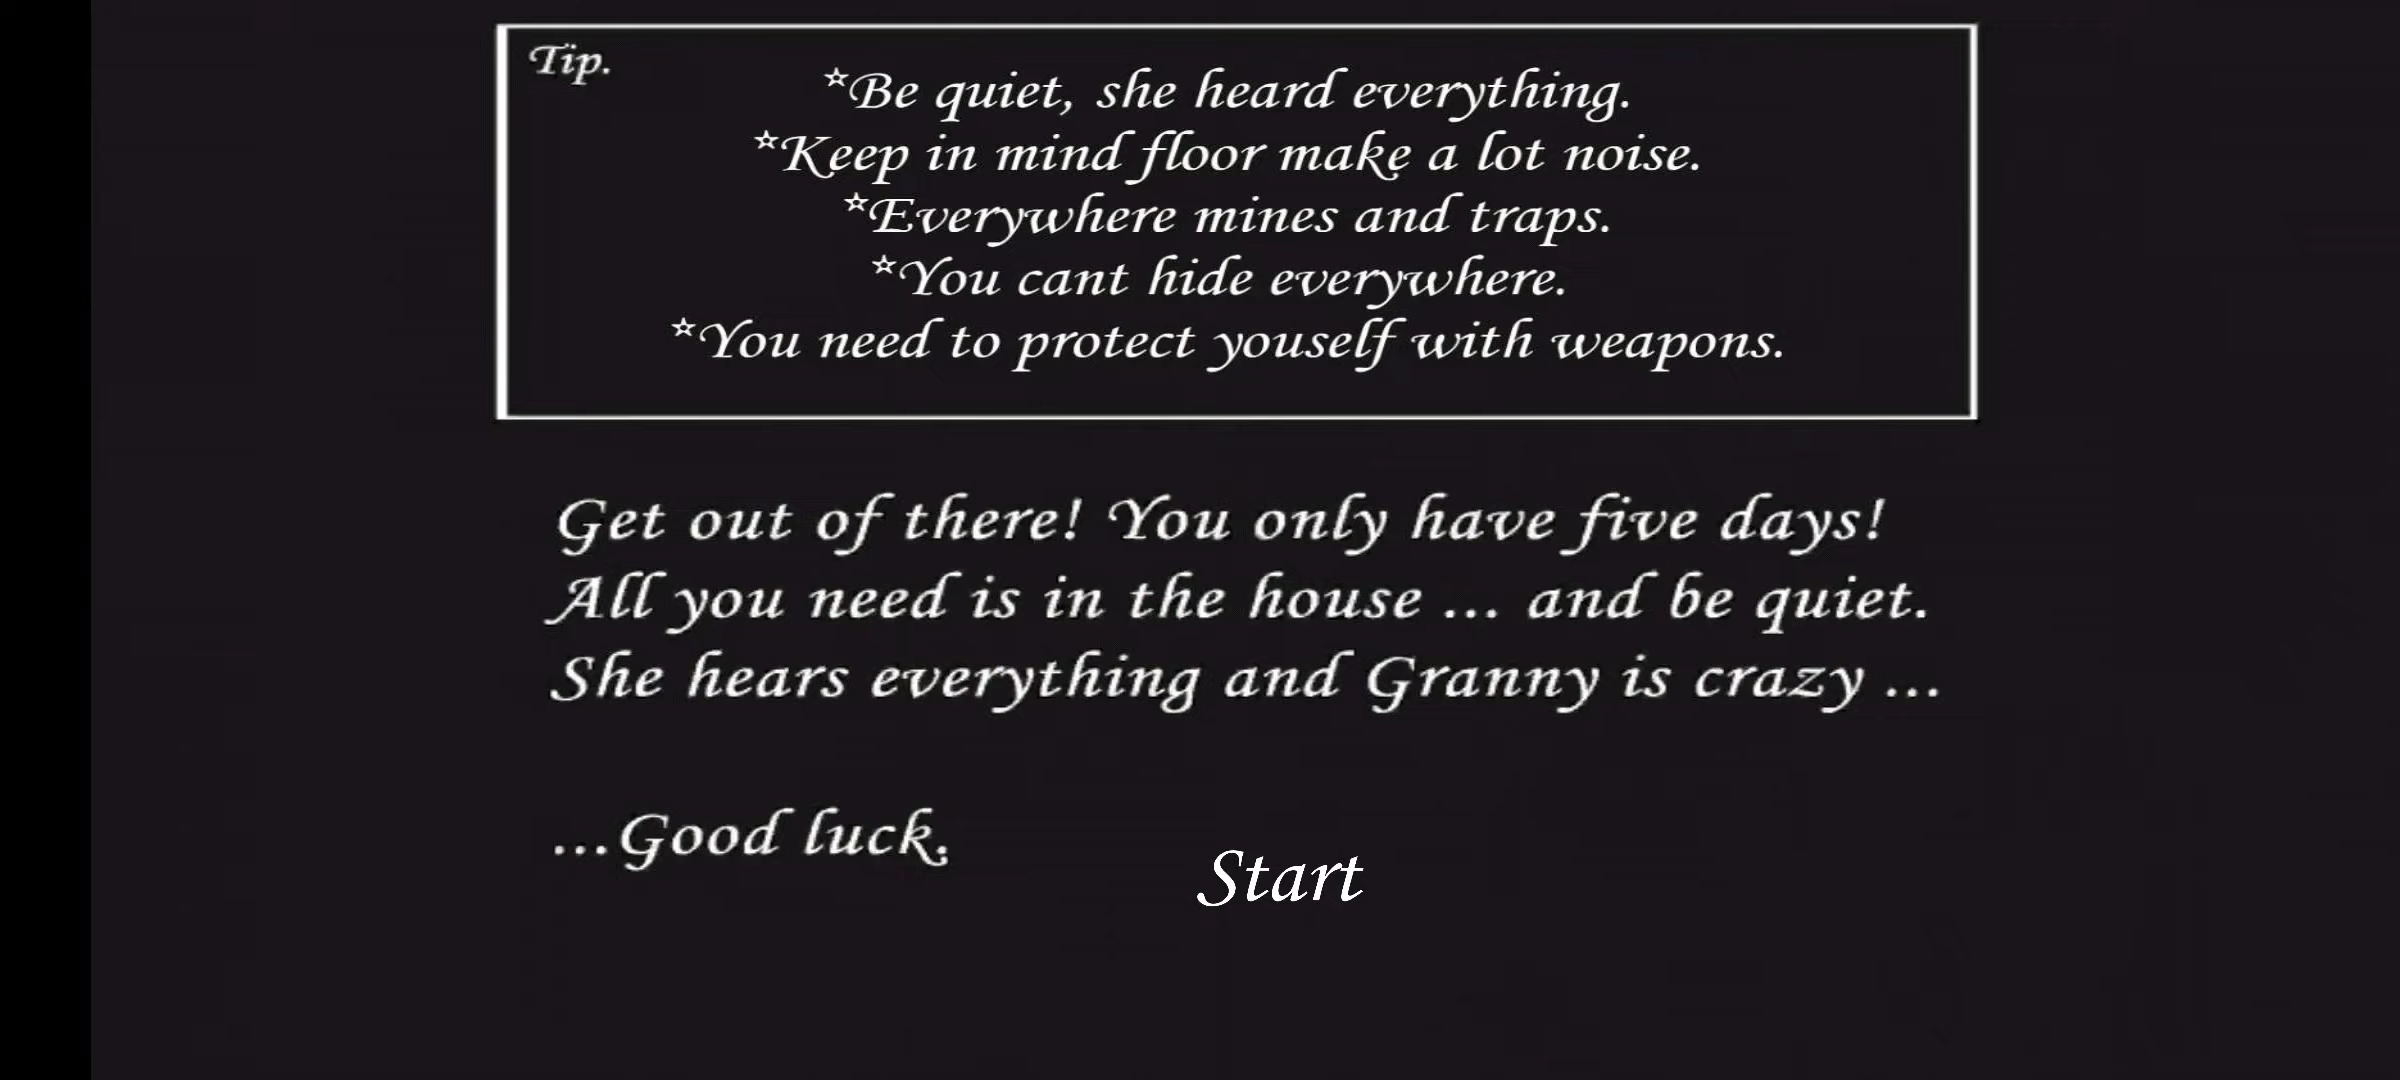 Tip.
*Be quiet, she heard everything.
*Keep in mind floor make a lot noise.
*Everywhere mines and traps.
*You cant hide everywhere.
*You need to protect youself with weapons.
Get out of there! You only have five days!
All you need is in the house ... and be quiet.
She hears everything and Granny is crazy ...
...Good luck.
Start